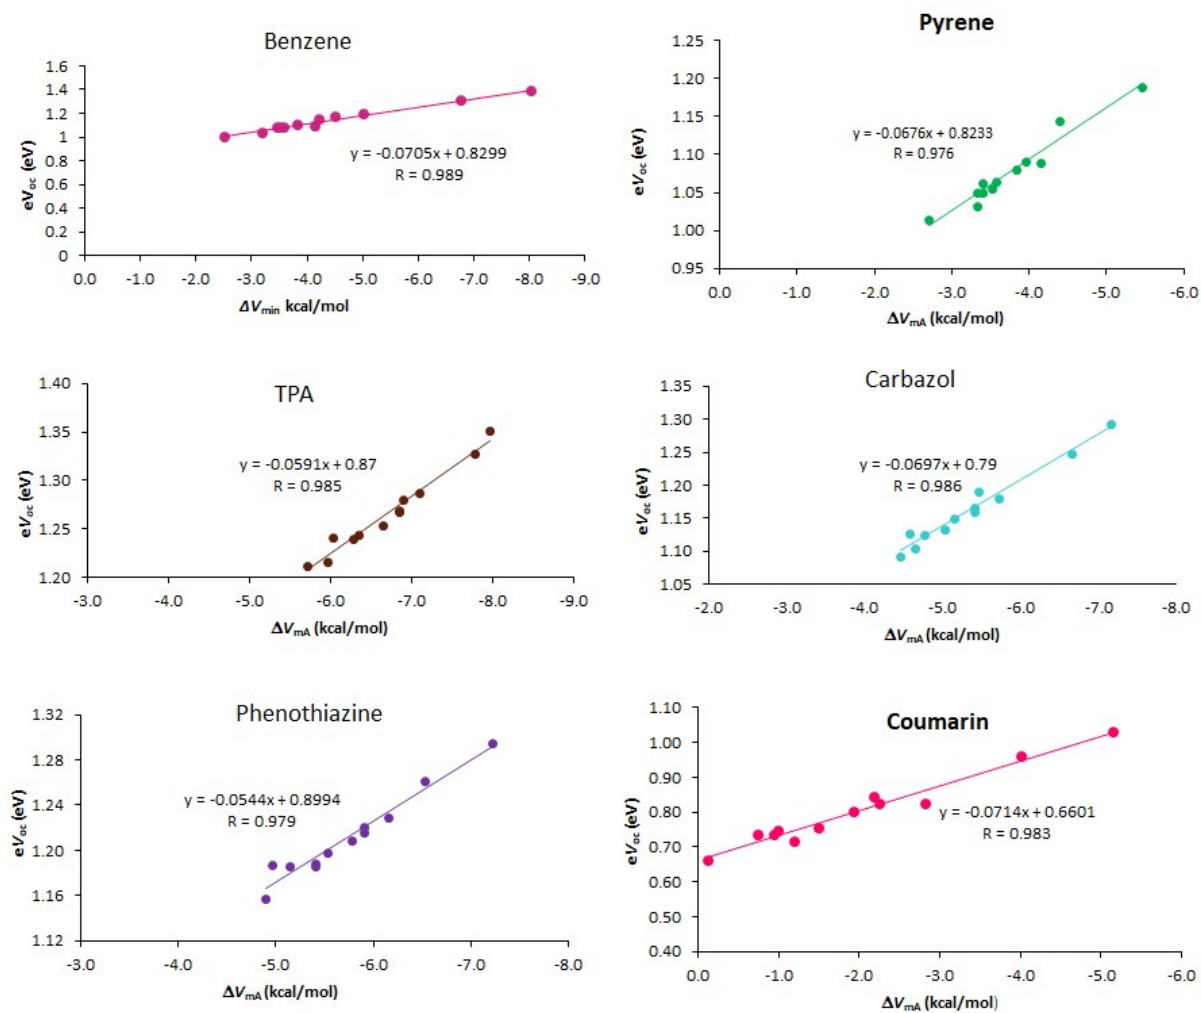 Benzene
1.6
1.4
1.2
1
0.8
0.6
0.4
0.2
0
eVoc (eV)
y = -0.0705x + 0.8299
R = 0.989
0.0 -1.0 -2.0 -3.0 -4.0 -5.0 -6.0 -7.0 -8.0 -9.0
ΔVmin kcal/mol
Pyrene
1.25
1.20
1.15
1.10
1.05
1.00
0.95
eVoc (eV)
y = -0.0676x + 0.8233
R = 0.976
0.0 -1.0 -2.0 -3.0 -4.0 -5.0 -6.0
ΔVmA (kcal/mol)
TPA
1.40
1.35
1.30
1.25
1.20
eVoc (eV)
y = -0.0591x + 0.87
R = 0.985
-3.0 -4.0 -5.0 -6.0 -7.0 -8.0 -9.0
ΔVmA (kcal/mol)
Carbazol
1.35
1.30
1.25
1.20
1.15
1.10
1.05
eVoc (eV)
y = -0.0697x + 0.79
R = 0.986
-2.0 -3.0 -4.0 -5.0 -6.0 -7.0 -8.0
ΔVmA (kcal/mol)
Phenothiazine
1.32
1.28
1.24
1.20
1.16
1.12
eVoc (eV)
y = -0.0544x + 0.8994
R = 0.979
-3.0 -4.0 -5.0 -6.0 -7.0 -8.0
ΔVmA (kcal/mol)
Coumarin
1.10
1.00
0.90
0.80
0.70
0.60
0.50
0.40
eVoc (eV)
y = -0.0714x + 0.6601
R = 0.983
0.0 -1.0 -2.0 -3.0 -4.0 -5.0 -6.0
ΔVmA (kcal/mol)